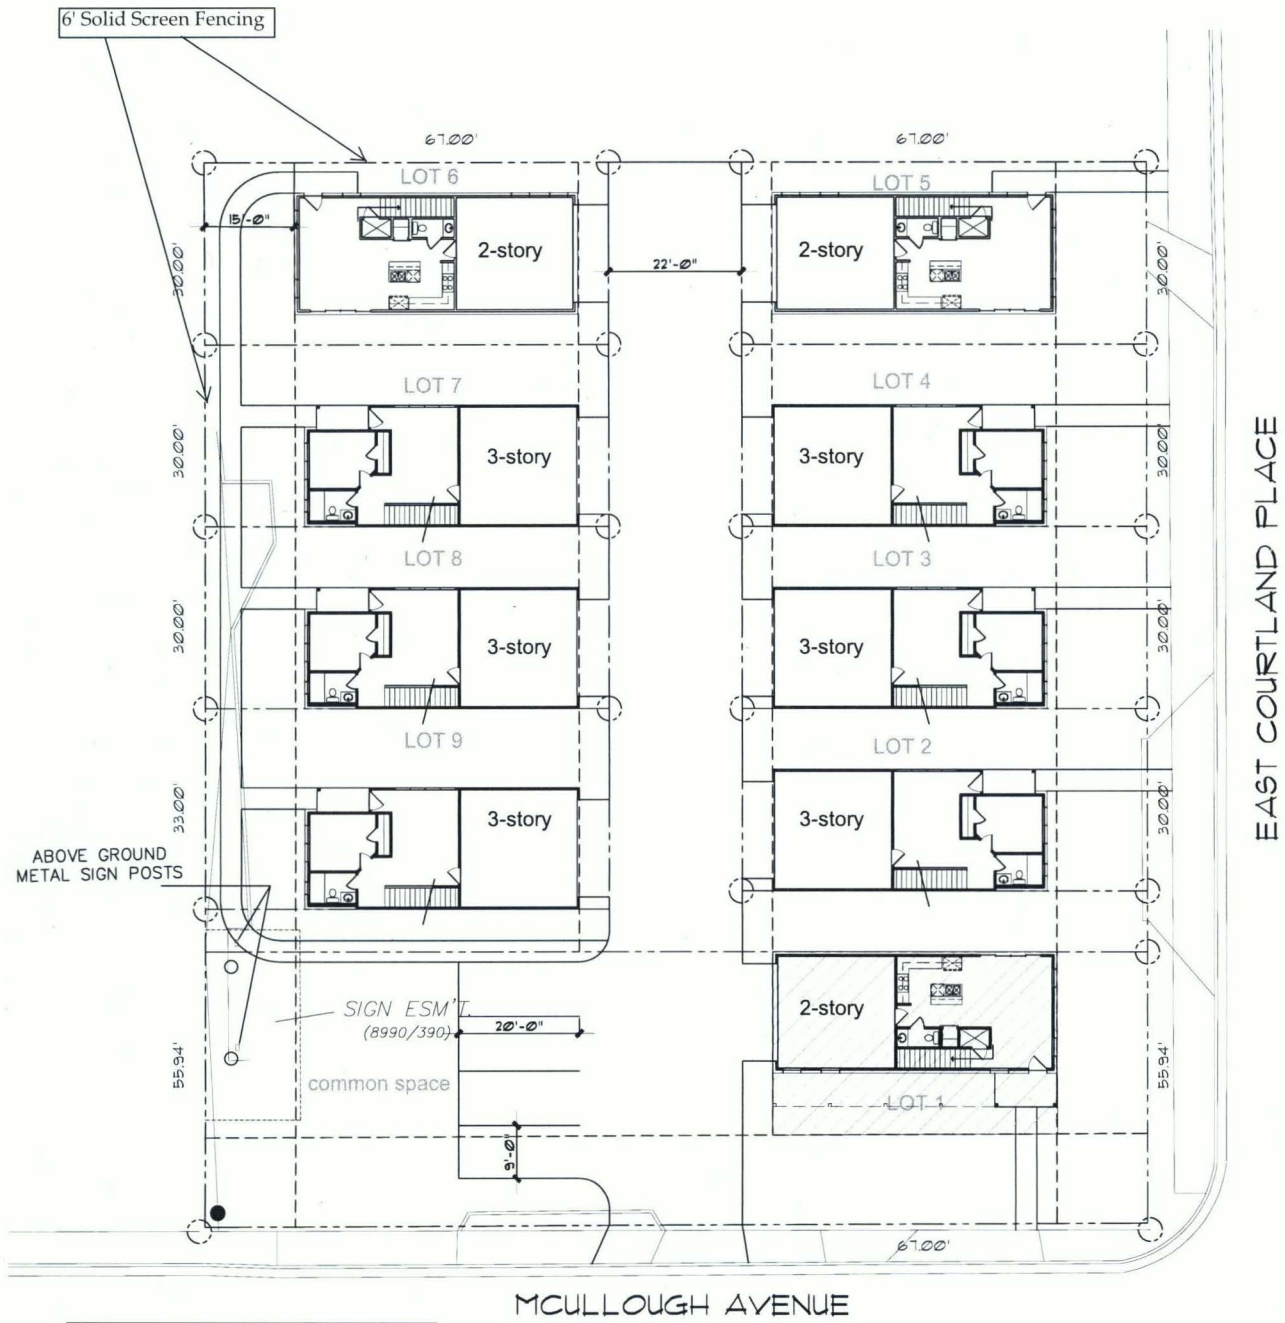 6' Solid Screen Fencing
67.00'
67.00'
LOT 6
LOT 5
15'-0"
2-story
2-story
22'-0"
30.00'
30.00'
LOT 7
LOT 4
30.00'
3-story
3-story
30.00'
LOT 8
LOT 3
30.00'
3-story
3-story
30.00'
LOT 9
LOT 2
33.00'
3-story
3-story
30.00'
ABOVE GROUND
METAL SIGN POSTS
SIGN ESM'T.
(8990/390)
20'-0"
2-story
common space
55.94'
55.94'
LOT 1
9'-0"
67.00'
MCULLOUGH AVENUE
EAST COURTLAND PLACE